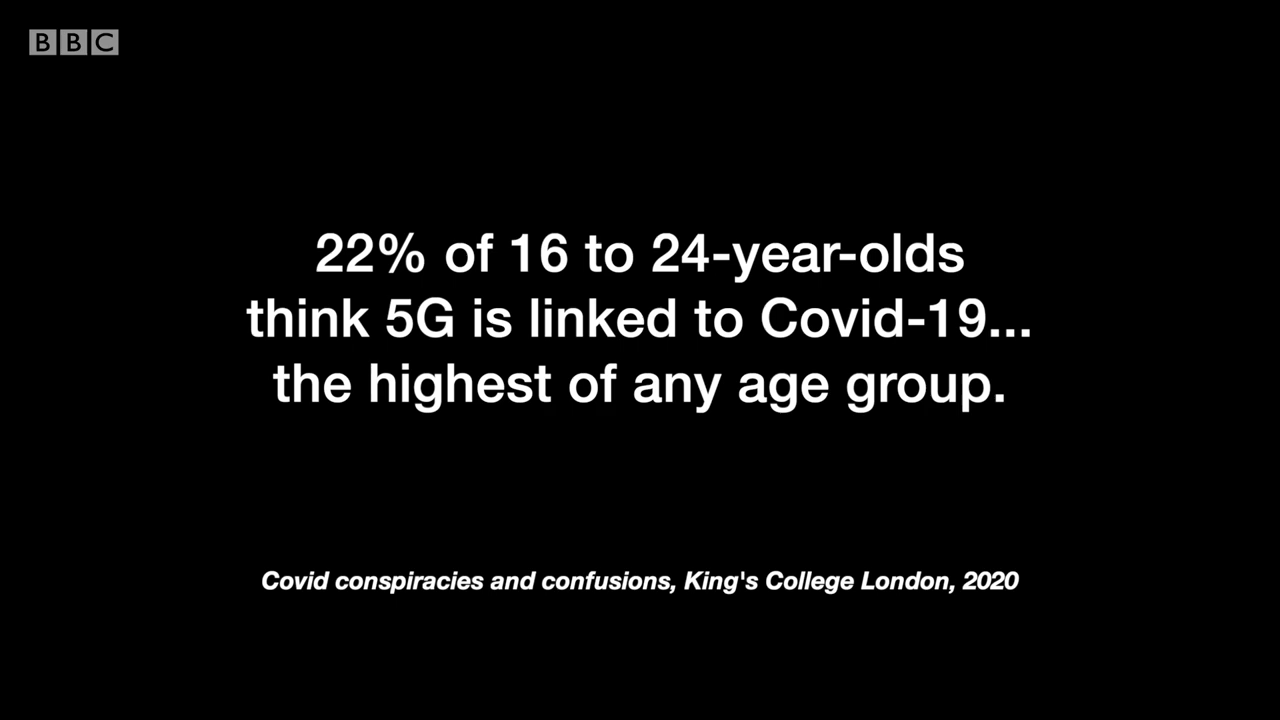 BBC
22% of 16 to 24-year-olds
think 5G is linked to Covid-19...
the highest of any age group.
Covid conspiracies and confusions, King's College London, 2020